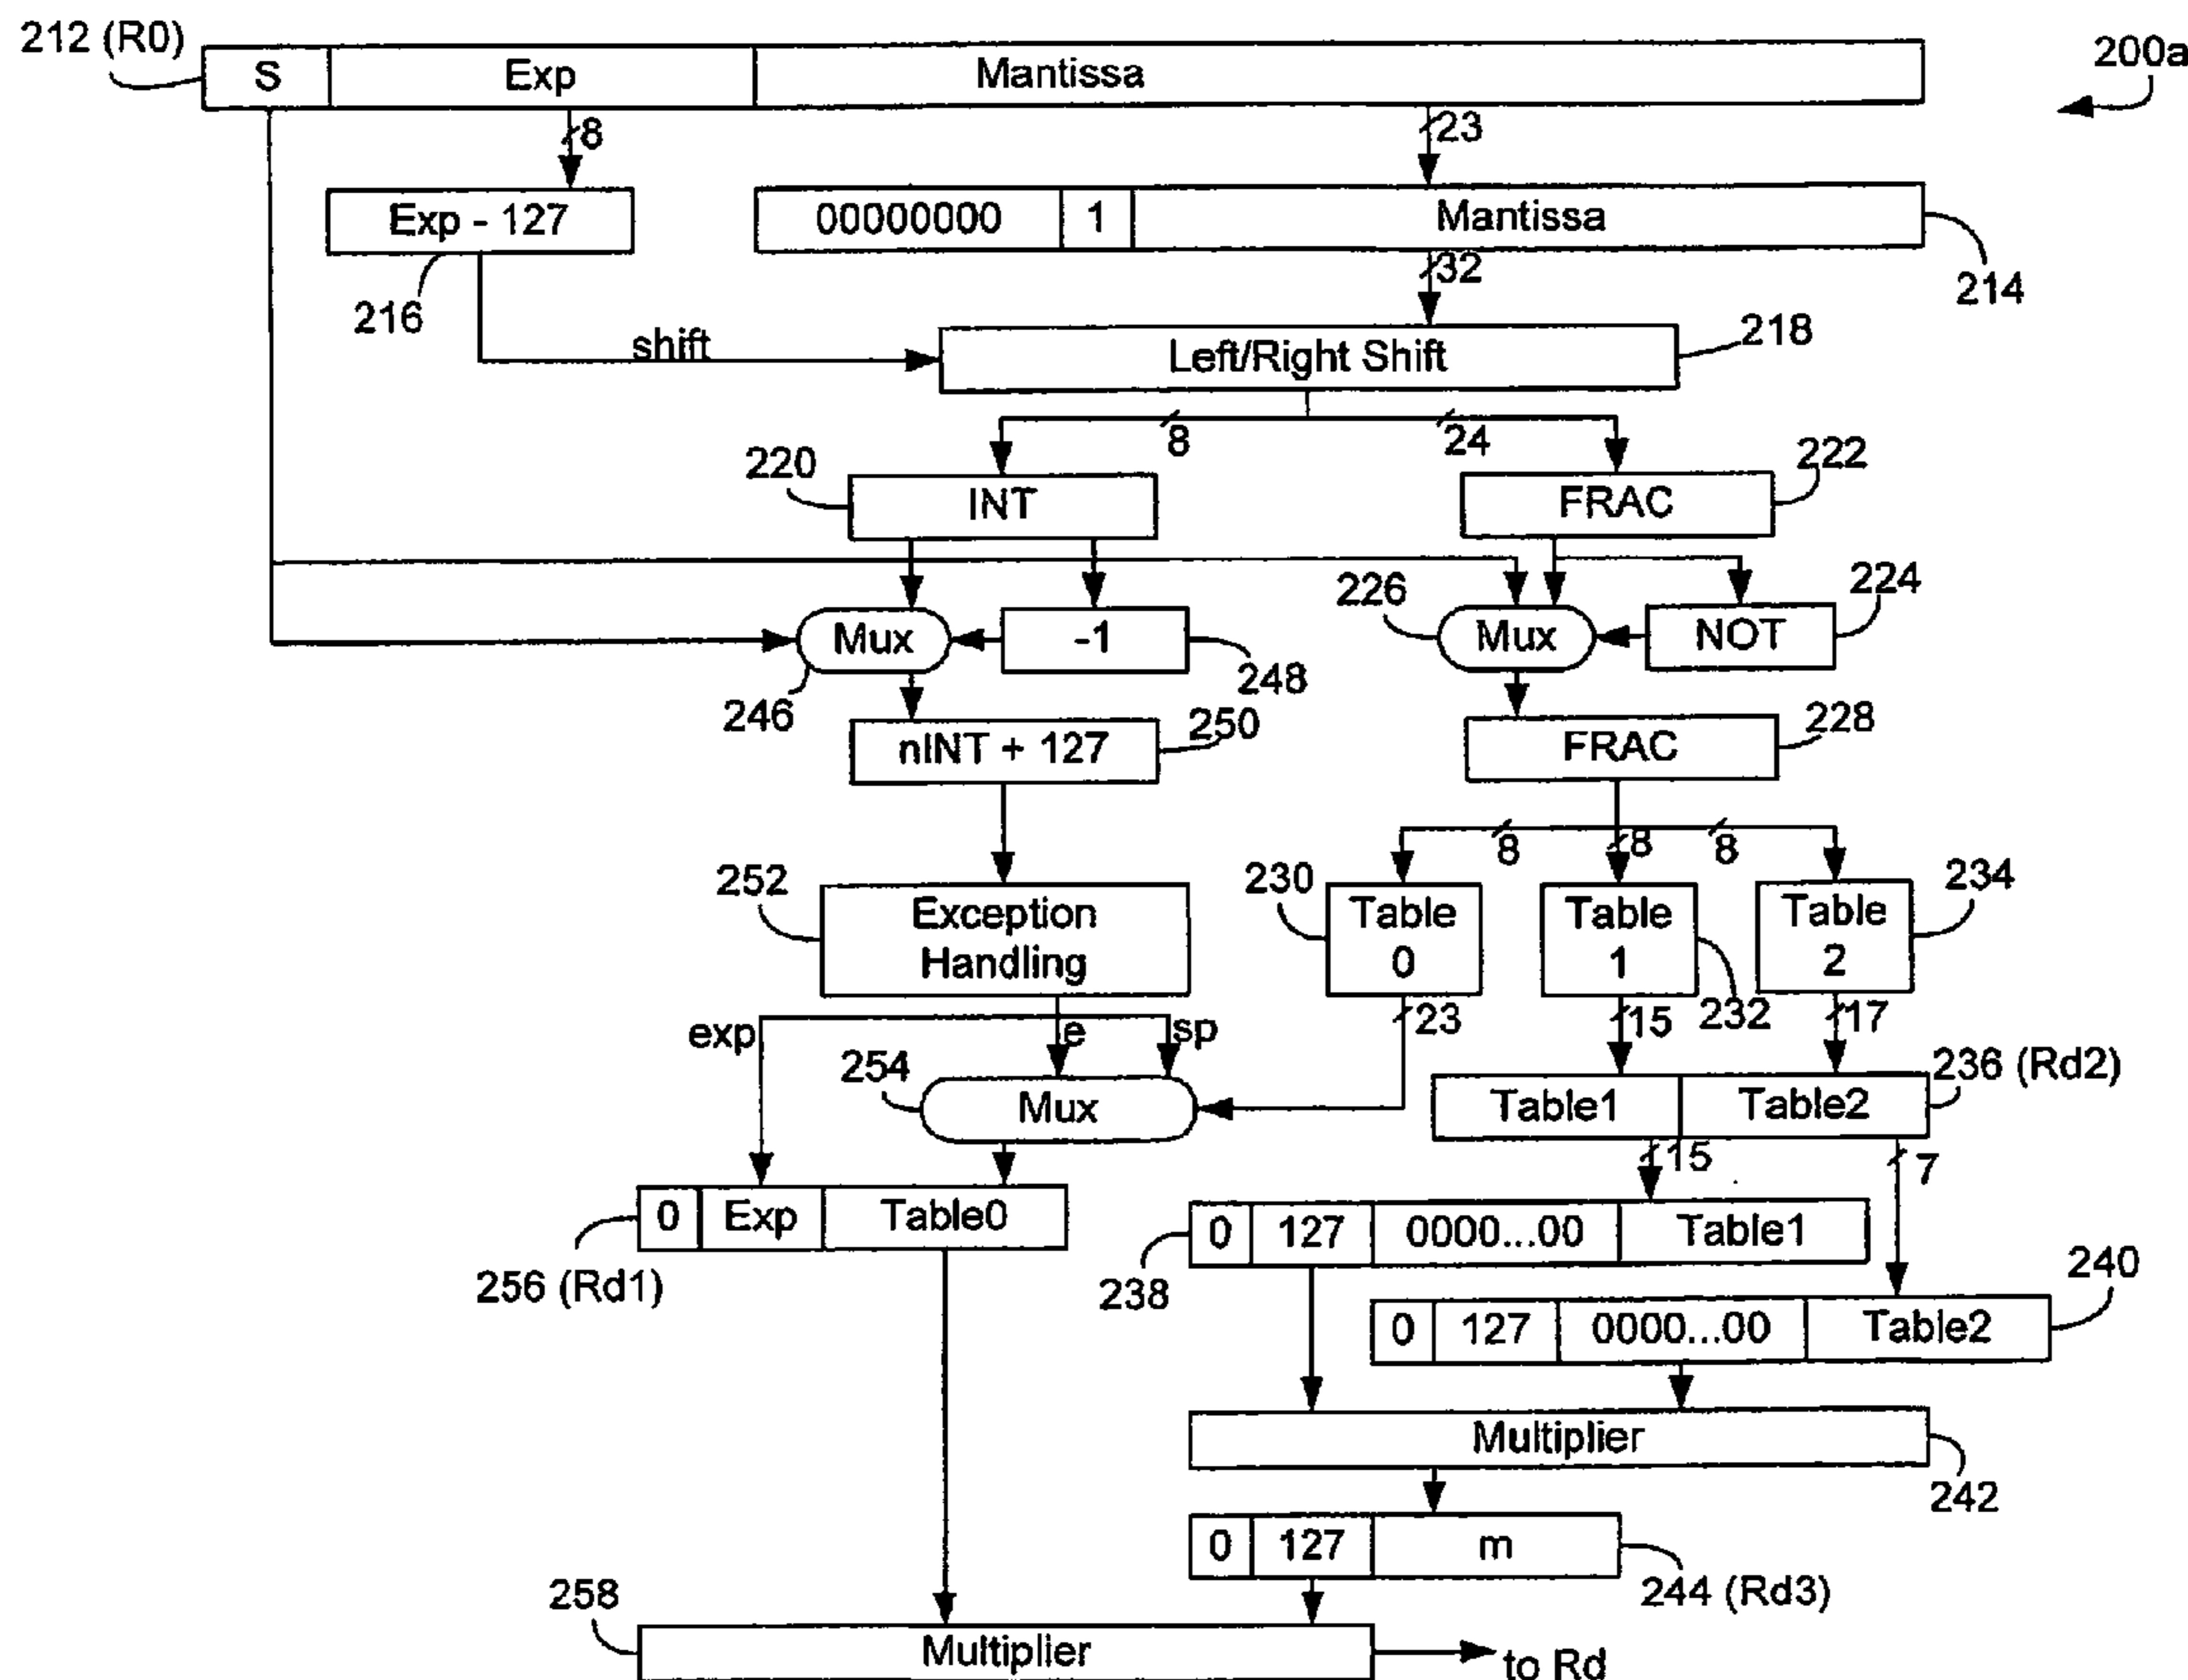 212 (R0)
S Exp Mantissa
200a
8
23
Exp - 127
00000000 1 Mantissa
216
32
214
shift
Left/Right Shift
218
8
24
220
INT
FRAC
222
Mux
-1
226
Mux
NOT
224
246
248
nINT + 127
250
FRAC
228
8
8
8
252
Exception
Handling
230
Table
0
Table
1
Table
2
234
exp
e
sp
23
15
232
17
254
Mux
Table1 Table2
236 (Rd2)
15
7
0 Exp Table0
256 (Rd1)
0 127 0000...00 Table1
238
240
0 127 0000...00 Table2
Multiplier
242
0 127 m
244 (Rd3)
258
Multiplier
to Rd